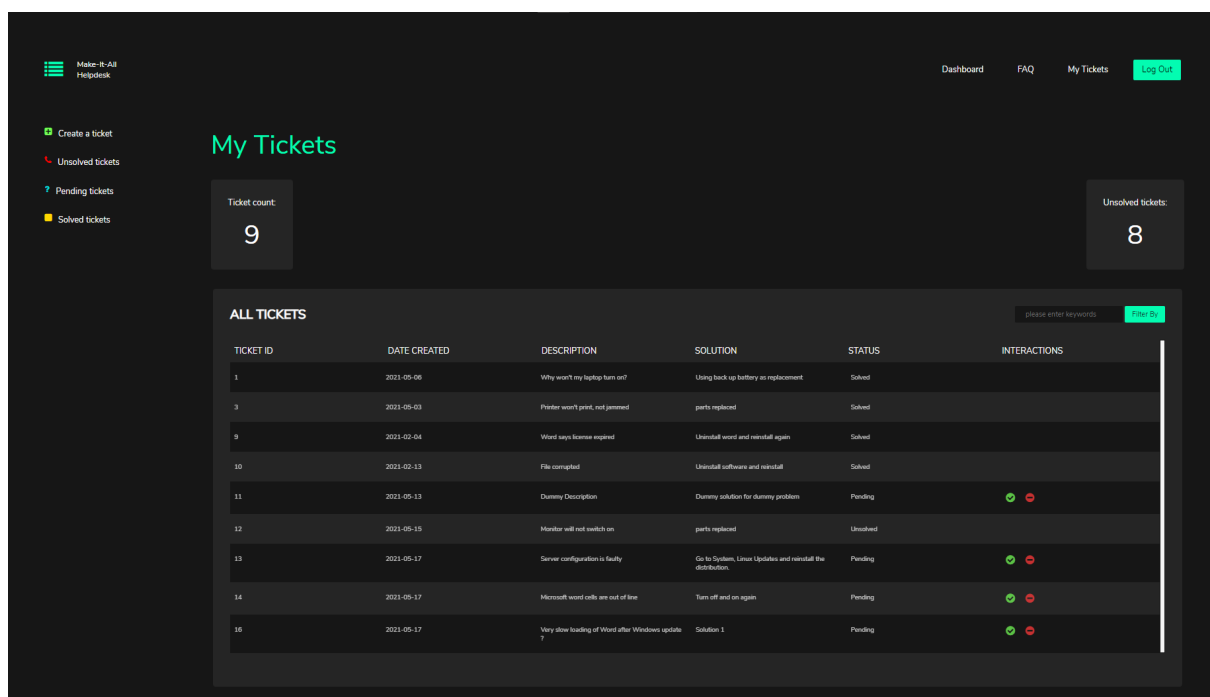 Make-It-All
Helpdesk
Dashboard FAQ My Tickets Log Out
Create a ticket
Unsolved tickets
Pending tickets
Solved tickets
My Tickets
Ticket count:
9
Unsolved tickets:
8
ALL TICKETS
please enter keywords Filter By
TICKET ID DATE CREATED DESCRIPTION SOLUTION STATUS INTERACTIONS
1 2021-05-06 Why won't my laptop turn on? Using back up battery as replacement Solved
3 2021-05-03 Printer won't print, not jammed parts replaced Solved
9 2021-02-04 Word says license expired Uninstall word and reinstall again Solved
10 2021-02-13 File corrupted Uninstall software and reinstall Solved
11 2021-05-13 Dummy Description Dummy solution for dummy problem Pending
12 2021-05-15 Monitor will not switch on parts replaced Unsolved
13 2021-05-17 Server configuration is faulty Go to System, Linux Updates and reinstall the Pending
distribution.
14 2021-05-17 Microsoft word cells are out of line Turn off and on again Pending
16 2021-05-17 Very slow loading of Word after Windows update Solution 1 Pending
?